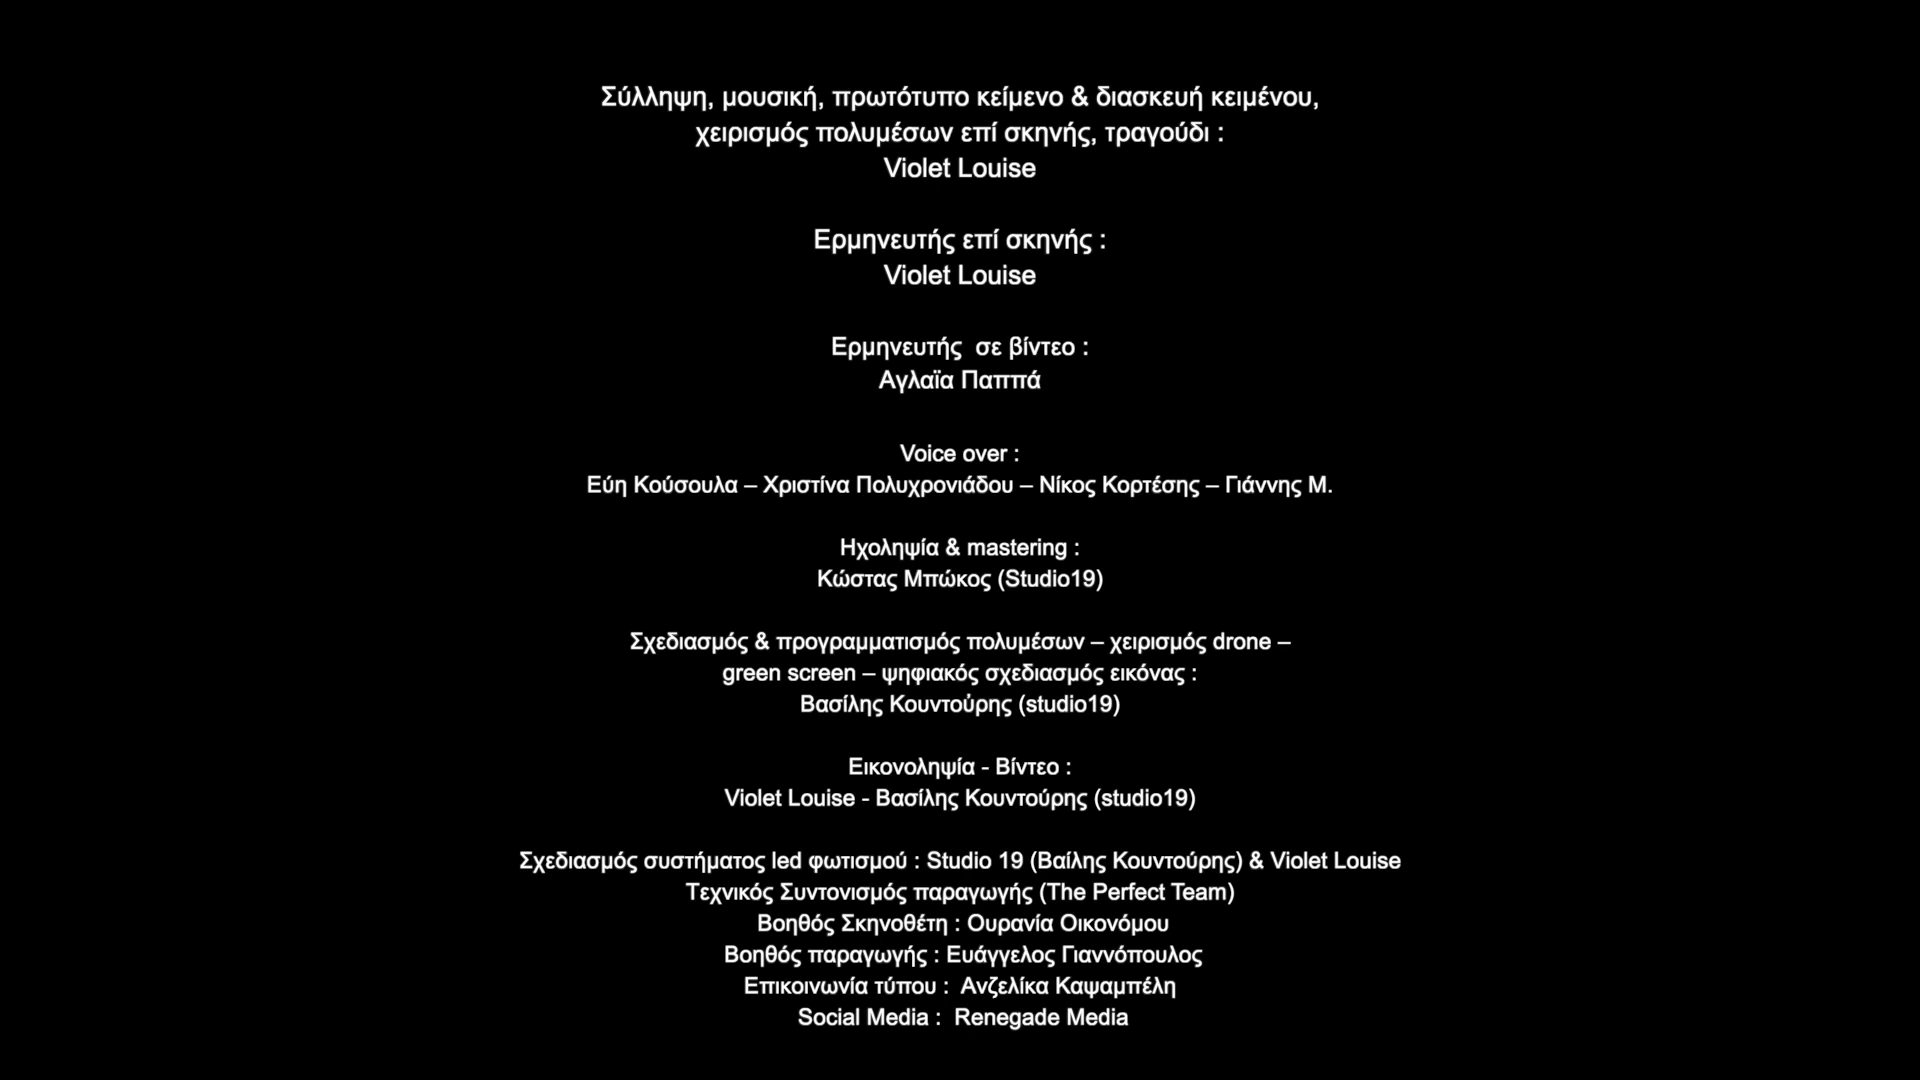 Σύλληψη, μουσική, πρωτότυπο κείμενο & διασκευή κειμένου,
χειρισμός πολυμέσων επί σκηνής, τραγούδι :
Violet Louise
Ερμηνευτής επί σκηνής :
Violet Louise
Ερμηνευτής  σε βίντεο :
Αγλαϊα Παππά
Voice over :
Εύη Κούσουλα – Χριστίνα Πολυχρονιάδου – Νίκος Κορτέσης – Γιάννης Μ.
Ηχοληψία & mastering :
Κώστας Μπώκος (Studio19)
Σχεδιασμός & προγραμματισμός πολυμέσων – χειρισμός drone –
green screen – ψηφιακός σχεδιασμός εικόνας :
Βασίλης Κουντοὐρης (studio19)
Εικονοληψία - Βίντεο :
Violet Louise - Βασίλης Κουντούρης (studio19)
Σχεδιασμός συστήματος led φωτισμού : Studio 19 (Βαίλης Κουντούρης) & Violet Louise
Τεχνικός Συντονισμός παραγωγής (The Perfect Team)
Βοηθός Σκηνοθέτη : Ουρανία Οικονόμου
Βοηθός παραγωγής : Ευάγγελος Γιαννόπουλος
Επικοινωνία τύπου :  Ανζελίκα Καψαμπέλη
Social Media :  Renegade Media